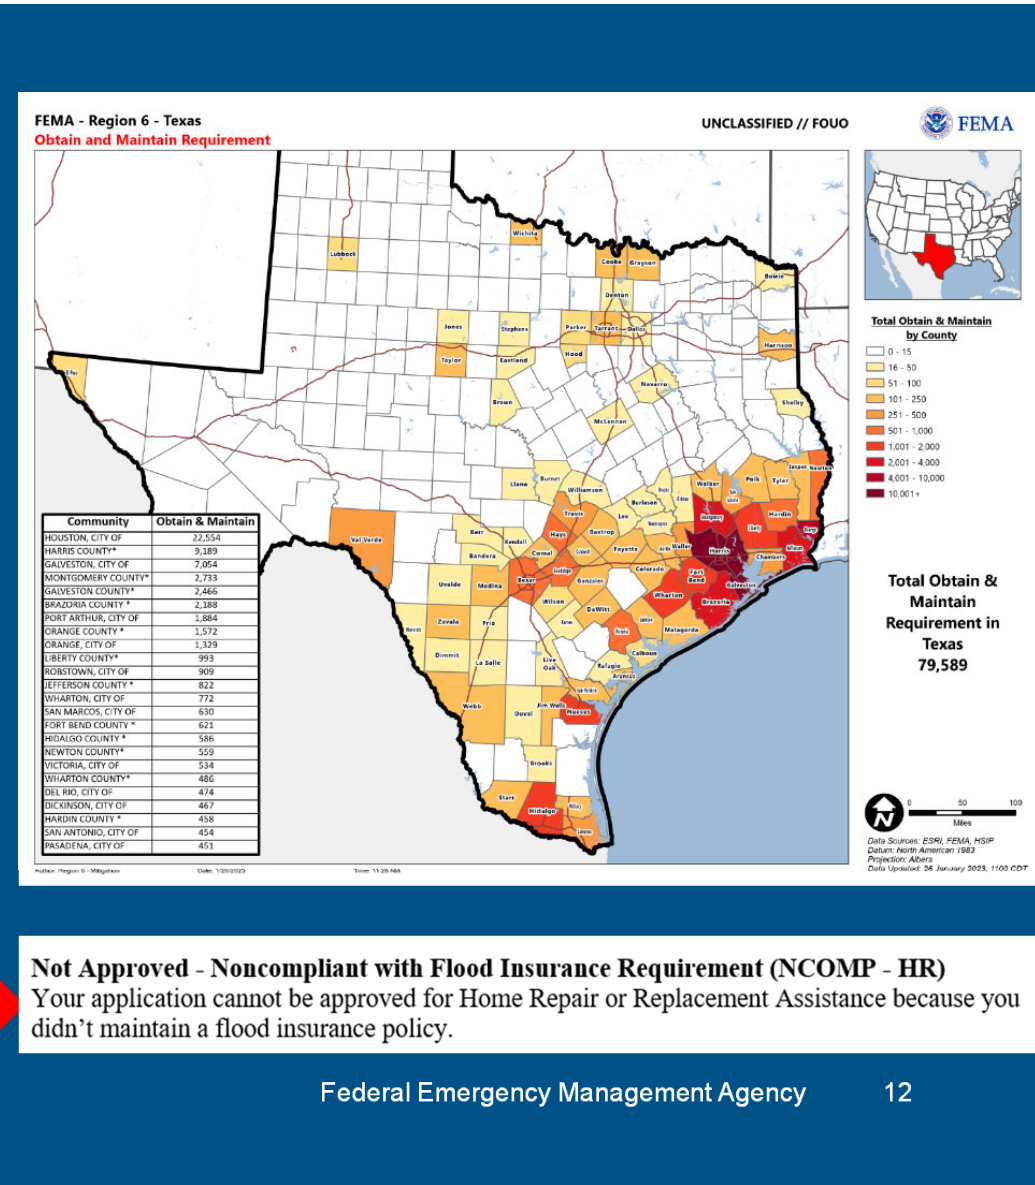 FEMA - Region 6 - Texas
Obtain and Maintain Requirement
UNCLASSIFIED // FOUO
FEMA
Wichita
Lubbock
Cooke Grayson
Bowie
Denton
Jones
Stephens
Parker Tarrant Dallas
Taylor
Eastland
Hood
Harrison
Navarro
Brown
McLennan
Shelby
Llano
Burnet
Williamson
Burleson
Walker
Polk
Tyler
Jasper Newton
Travis
Lee
Hays
Bastrop
Hardin
Val Verde
Kerr
Kendall
Comal
Fayette
Waller
Harris
Chambers
Bandera
Colorado
Fort
Bend
Galveston
Uvalde
Medina
Bexar
Gonzales
Wharton
Brazoria
Wilson
DeWitt
Zavala
Frio
Matagorda
Dimmit
La Salle
Live
Oak
Calhoun
Refugio
Aransas
Webb
Duval
Jim Wells
Nueces
Brooks
Starr
Hidalgo
Total Obtain & Maintain
by County
0 - 15
16 - 50
51 - 100
101 - 250
251 - 500
501 - 1,000
1,001 - 2,000
2,001 - 4,000
4,001 - 10,000
10,001+
Community Obtain & Maintain
HOUSTON, CITY OF 22,554
HARRIS COUNTY* 9,189
GALVESTON, CITY OF 7,054
MONTGOMERY COUNTY* 2,733
GALVESTON COUNTY* 2,466
BRAZORIA COUNTY * 2,188
PORT ARTHUR, CITY OF 1,884
ORANGE COUNTY * 1,572
ORANGE, CITY OF 1,329
LIBERTY COUNTY* 993
ROBSTOWN, CITY OF 909
JEFFERSON COUNTY * 822
WHARTON, CITY OF 772
SAN MARCOS, CITY OF 630
FORT BEND COUNTY * 621
HIDALGO COUNTY * 586
NEWTON COUNTY* 559
VICTORIA, CITY OF 534
WHARTON COUNTY* 486
DEL RIO, CITY OF 474
DICKINSON, CITY OF 467
HARDIN COUNTY * 458
SAN ANTONIO, CITY OF 454
PASADENA, CITY OF 451
Total Obtain &
Maintain
Requirement in
Texas
79,589
N
0 50 100
Miles
Data Sources: ESRI, FEMA, HSIP
Datum: North American 1983
Projection: Albers
Data Updated: 26 January 2023, 1100 CDT
Author: Region 6 - Mitigation Date: 1/26/2023 Time: 11:28 AM
Not Approved - Noncompliant with Flood Insurance Requirement (NCOMP - HR)
Your application cannot be approved for Home Repair or Replacement Assistance because you
didn’t maintain a flood insurance policy.
Federal Emergency Management Agency 12